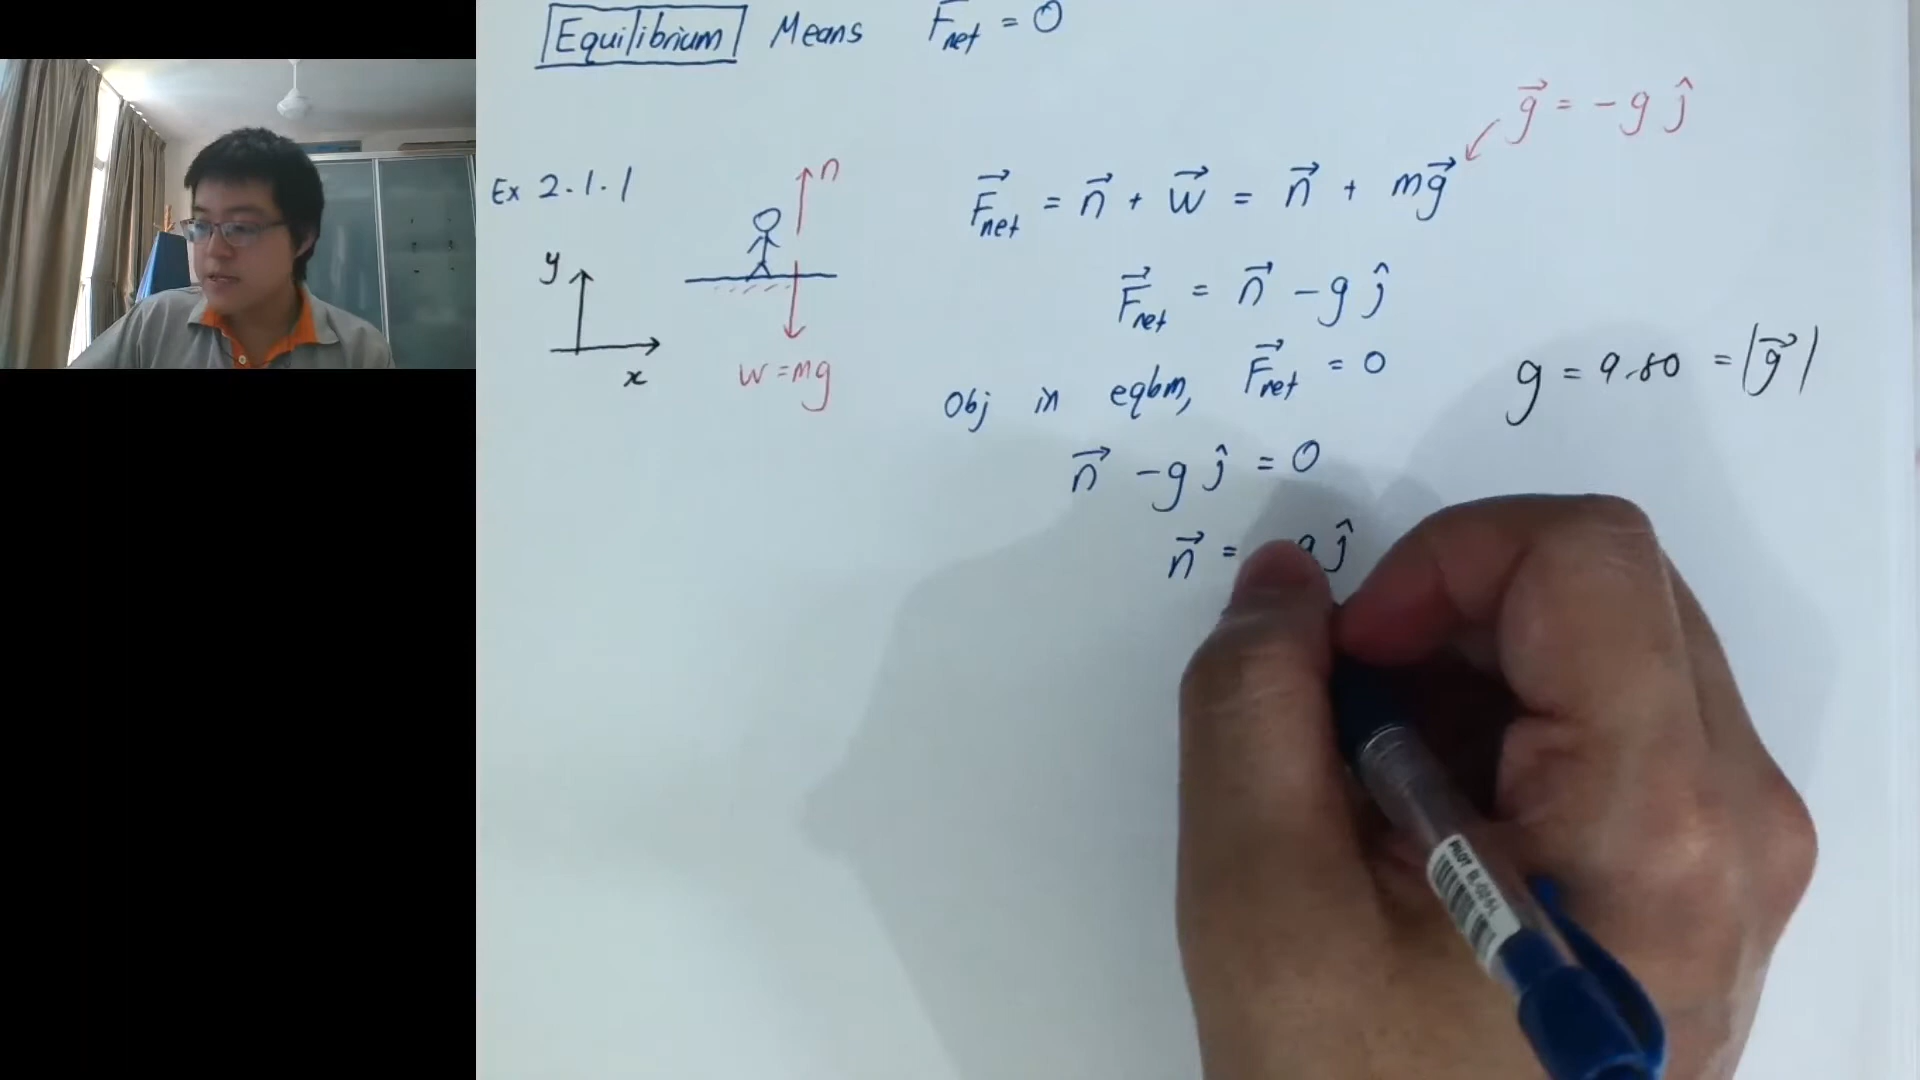 Equilibrium Means F_net = 0
g⃗ = -g ĵ
Ex 2.1.1
n
F⃗_net = n⃗ + w⃗ = n⃗ + mg⃗
y
x
w = mg
F⃗_net = n⃗ - g ĵ
Obj in eqbm, F⃗_net = 0
g = 9.80 = |g⃗|
n⃗ - g ĵ = 0
n⃗ = g ĵ
PILOT